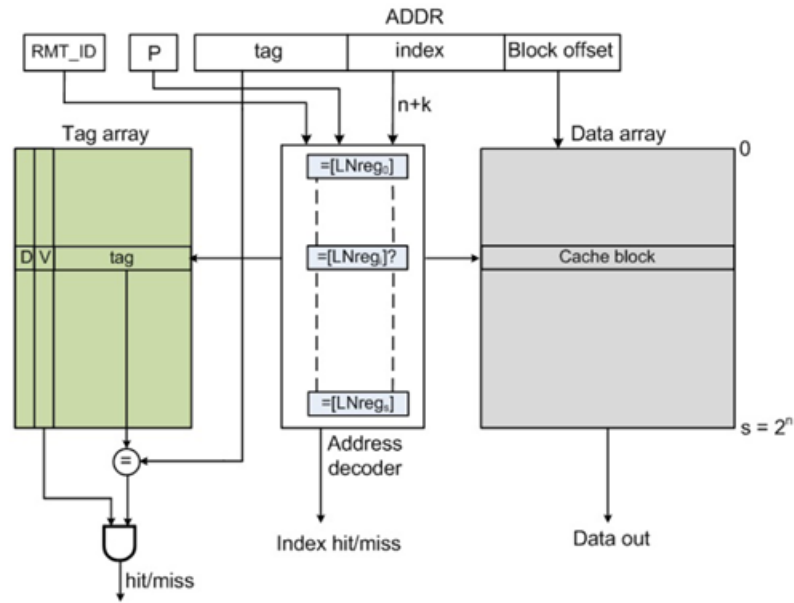 ADDR
RMT_ID
P
tag
index
Block offset
n+k
Tag array
Data array
0
=[LNreg₀]
D
V
tag
=[LNregᵢ]?
Cache block
=[LNregₛ]
s = 2ⁿ
=
Address
decoder
Index hit/miss
Data out
hit/miss